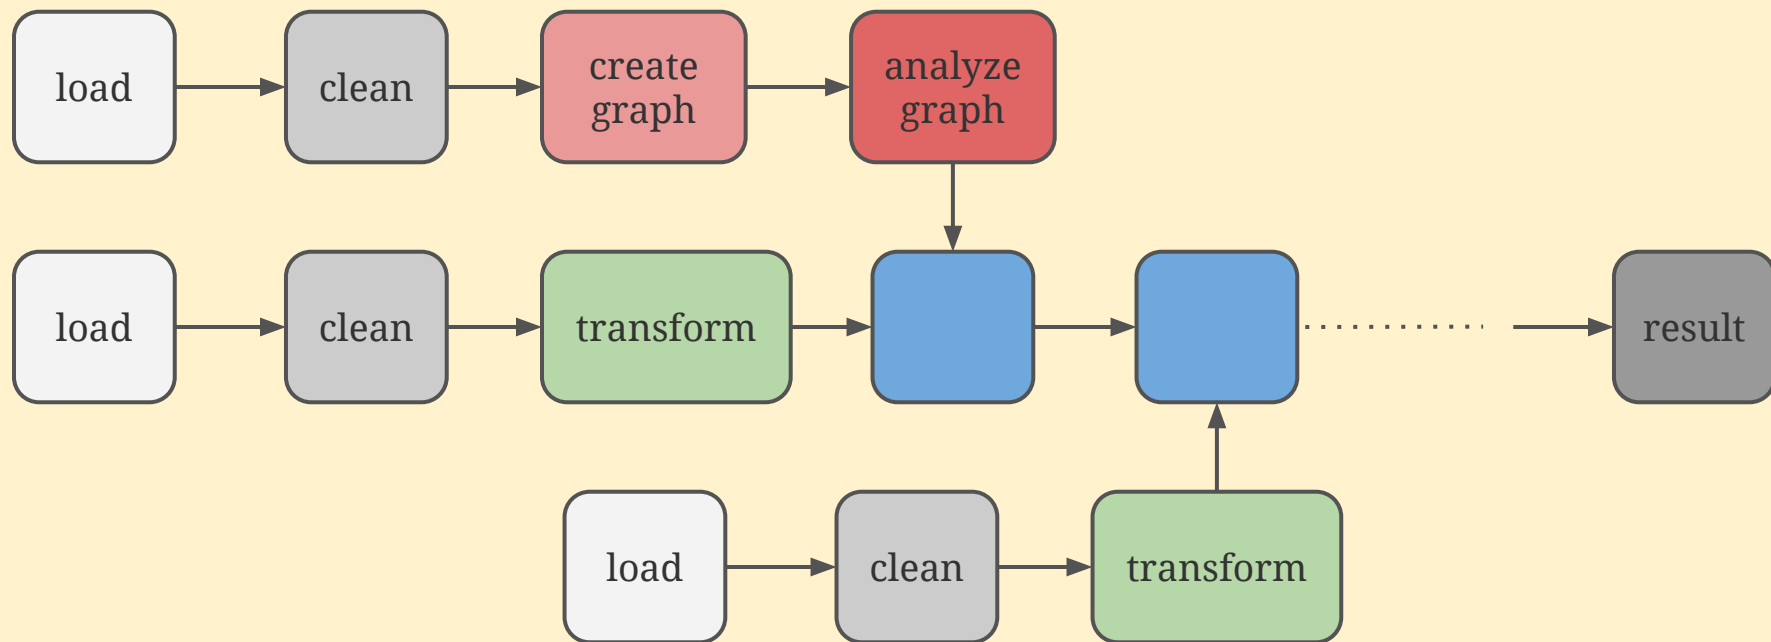 load
clean
create
graph
analyze
graph
load
clean
transform
result
load
clean
transform